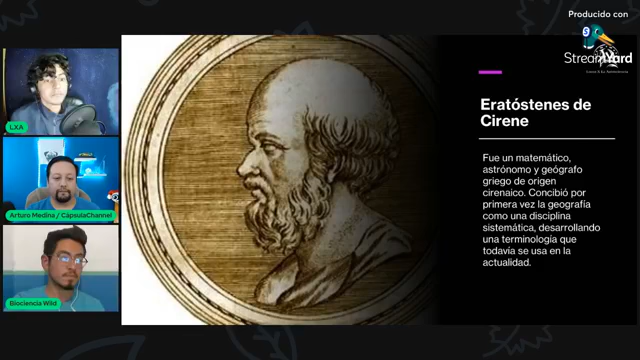 Producido con
StreamYard
LXA
Arturo Medina / CápsulaChannel
Biociencia Wild
Eratóstenes de
Cirene
Fue un matemático,
astrónomo y geógrafo
griego de origen
cirenaico. Concibió por
primera vez la geografía
como una disciplina
sistemática, desarrollando
una terminología que
todavía se usa en la
actualidad.